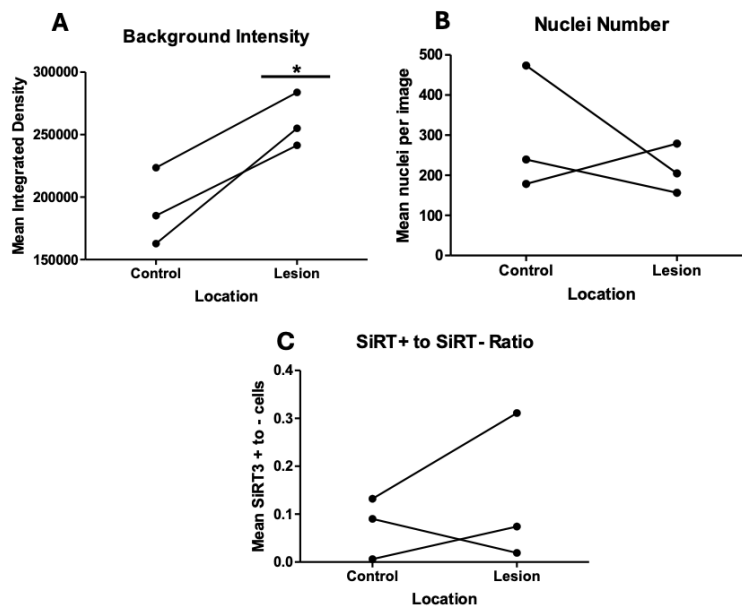 A
Background Intensity
*
300000
250000
200000
150000
Mean Integrated Density
Control
Lesion
Location
B
Nuclei Number
500
400
300
200
100
0
Mean nuclei per image
Control
Lesion
Location
C
SiRT+ to SiRT- Ratio
0.4
0.3
0.2
0.1
0.0
Mean SiRT3 + to - cells
Control
Lesion
Location